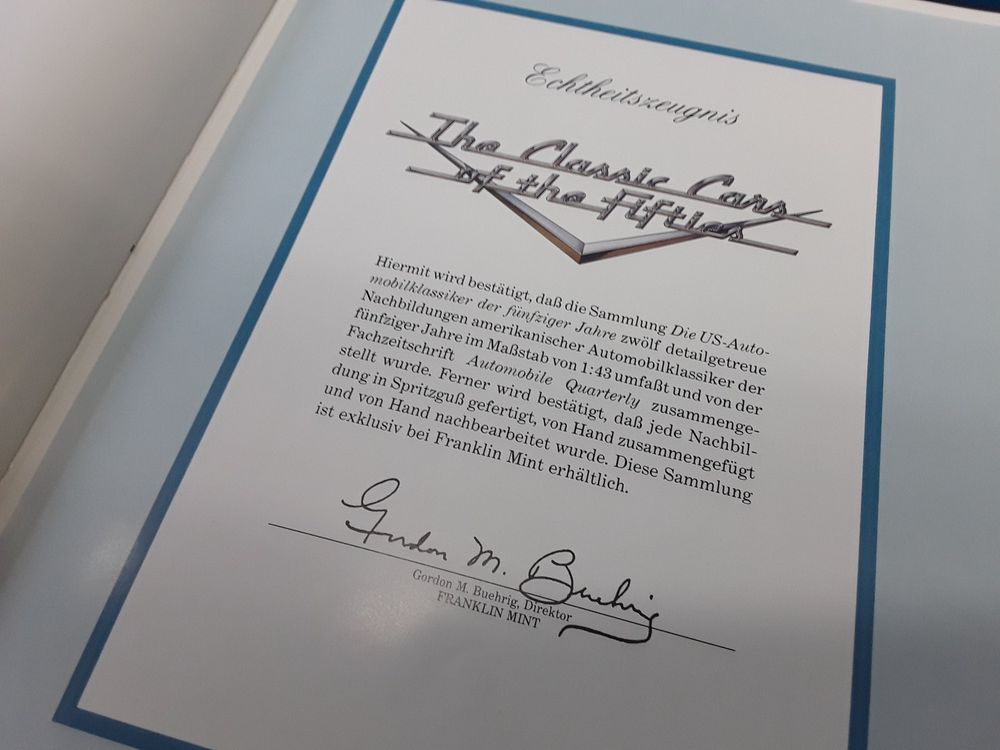 Echtheitszeugnis
The Classic Cars
of the Fifties
Hiermit wird bestätigt, daß die Sammlung Die US-Auto-
mobilklassiker der fünfziger Jahre zwölf detailgetreue
Nachbildungen amerikanischer Automobilklassiker der
fünfziger Jahre im Maßstab von 1:43 umfaßt und von der
Fachzeitschrift Automobile Quarterly zusammenge-
stellt wurde. Ferner wird bestätigt, daß jede Nachbil-
dung in Spritzguß gefertigt, von Hand zusammengefügt
und von Hand nachbearbeitet wurde. Diese Sammlung
ist exklusiv bei Franklin Mint erhältlich.
Gordon M. Buehrig
Gordon M. Buehrig, Direktor
FRANKLIN MINT